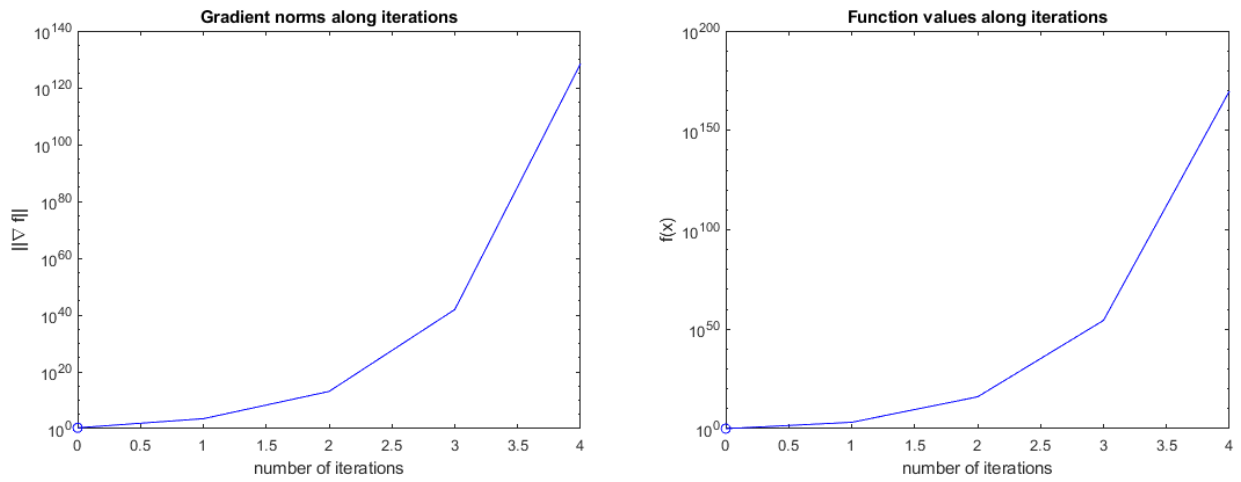 Gradient norms along iterations
10^140
10^120
10^100
10^80
10^60
10^40
10^20
10^0
||∇ f||
0 0.5 1 1.5 2 2.5 3 3.5 4
number of iterations
Function values along iterations
10^200
10^150
10^100
10^50
10^0
f(x)
0 0.5 1 1.5 2 2.5 3 3.5 4
number of iterations